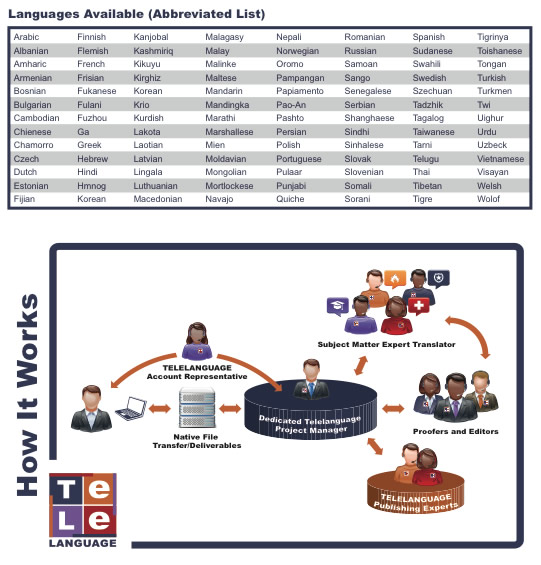 Languages Available (Abbreviated List)
Arabic Finnish Kanjobal Malagasy Nepali Romanian Spanish Tigrinya
Albanian Flemish Kashmiriq Malay Norwegian Russian Sudanese Toishanese
Amharic French Kikuyu Malinke Oromo Samoan Swahili Tongan
Armenian Frisian Kirghiz Maltese Pampangan Sango Swedish Turkish
Bosnian Fukanese Korean Mandarin Papiamento Senegalese Szechuan Turkmen
Bulgarian Fulani Krio Mandingka Pao-An Serbian Tadzhik Twi
Cambodian Fuzhou Kurdish Marathi Pashto Shanghaese Tagalog Uighur
Chienese Ga Lakota Marshallese Persian Sindhi Taiwanese Urdu
Chamorro Greek Laotian Mien Polish Sinhalese Tarni Uzbeck
Czech Hebrew Latvian Moldavian Portuguese Slovak Telugu Vietnamese
Dutch Hindi Lingala Mongolian Pulaar Slovenian Thai Visayan
Estonian Hmnog Luthuanian Mortlockese Punjabi Somali Tibetan Welsh
Fijian Korean Macedonian Navajo Quiche Sorani Tigre Wolof
How It Works
Subject Matter Expert Translator
TELELANGUAGE
Account Representative
Dedicated Telelanguage
Project Manager
Native File
Transfer/Deliverables
Proofers and Editors
TELELANGUAGE
Publishing Experts
Te
Le
LANGUAGE